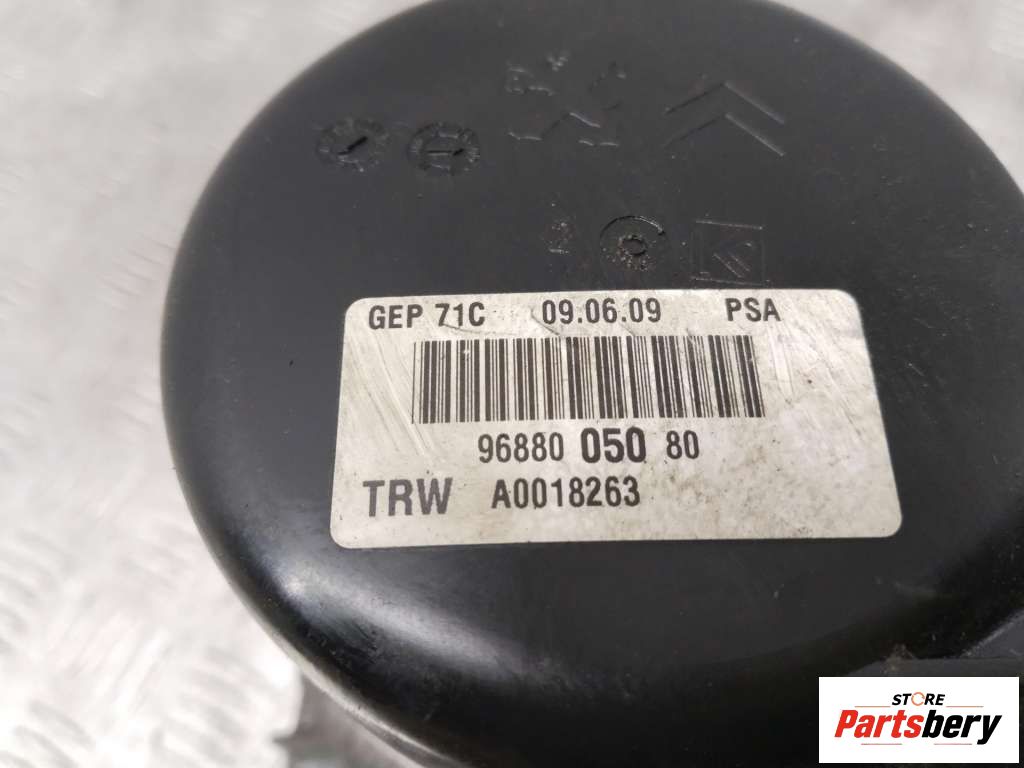 GEP 71C 09.06.09 PSA
96880 050 80
TRW A0018263
STORE
Partsbery